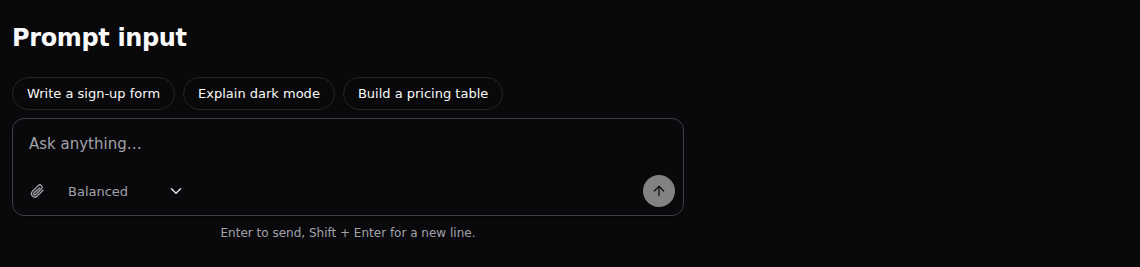 Prompt input
Write a sign-up form
Explain dark mode
Build a pricing table
Ask anything...
Balanced
Enter to send, Shift + Enter for a new line.